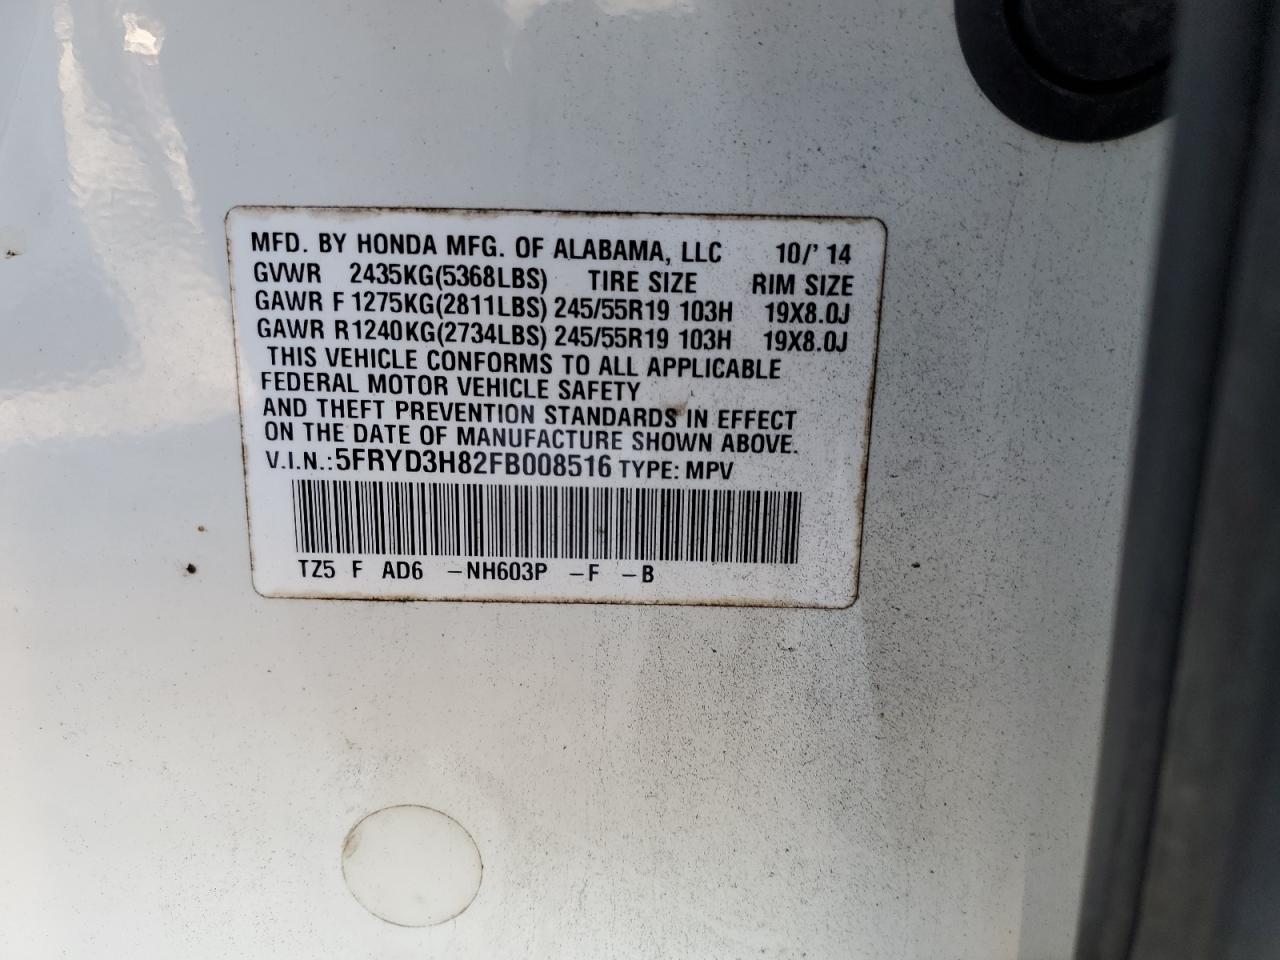 MFD. BY HONDA MFG. OF ALABAMA, LLC 10/' 14
GVWR 2435KG(5368LBS) TIRE SIZE RIM SIZE
GAWR F 1275KG(2811LBS) 245/55R19 103H 19X8.0J
GAWR R1240KG(2734LBS) 245/55R19 103H 19X8.0J
THIS VEHICLE CONFORMS TO ALL APPLICABLE
FEDERAL MOTOR VEHICLE SAFETY
AND THEFT PREVENTION STANDARDS IN EFFECT
ON THE DATE OF MANUFACTURE SHOWN ABOVE.
V.I.N.:5FRYD3H82FB008516 TYPE: MPV
TZ5 F AD6 –NH603P –F –B